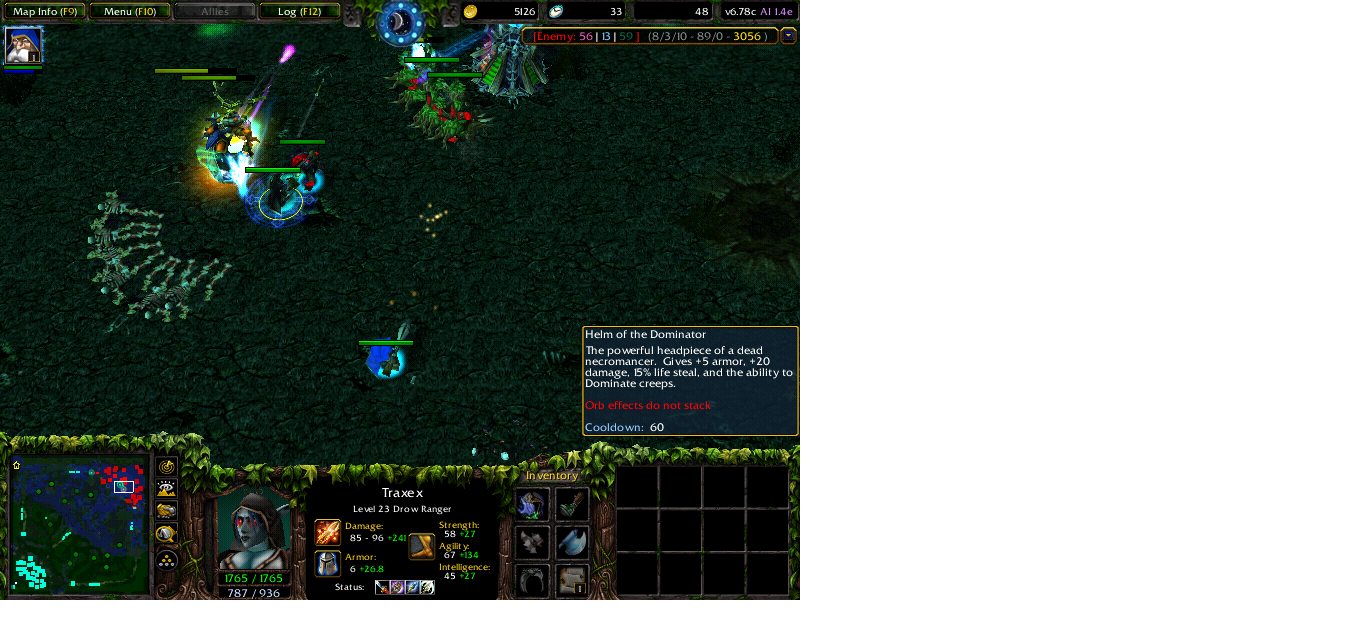 Map Info (F9) Menu (F10) Allies Log (F12) 5126 33 48 v6.78c AI 1.4e
[Enemy: 56 | 13 | 59 ] (8/3/10 - 89/0 - 3056 )
1
Helm of the Dominator
The powerful headpiece of a dead
necromancer. Gives +5 armor, +20
damage, 15% life steal, and the ability to
Dominate creeps.
Orb effects do not stack
Cooldown: 60
Inventory
Traxex
Level 23 Drow Ranger
Damage:
85 - 96 +241
Armor:
6 +26.8
Strength:
58 +27
Agility:
67 +134
Intelligence:
45 +27
Status:
1765 / 1765
787 / 936
1